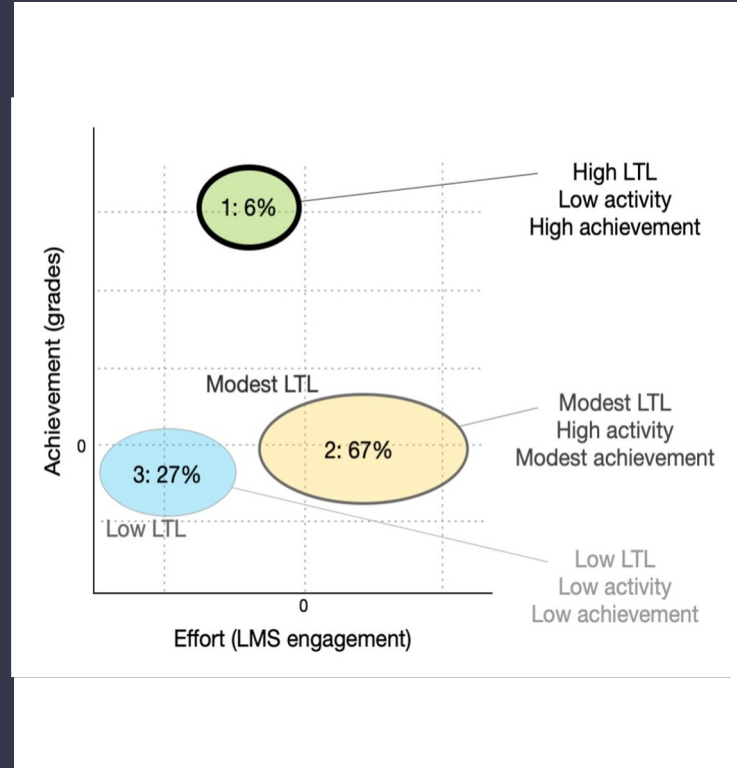 1: 6%
High LTL
Low activity
High achievement
Achievement (grades)
Modest LTL
2: 67%
Modest LTL
High activity
Modest achievement
0
3: 27%
Low LTL
Low LTL
Low activity
Low achievement
0
Effort (LMS engagement)